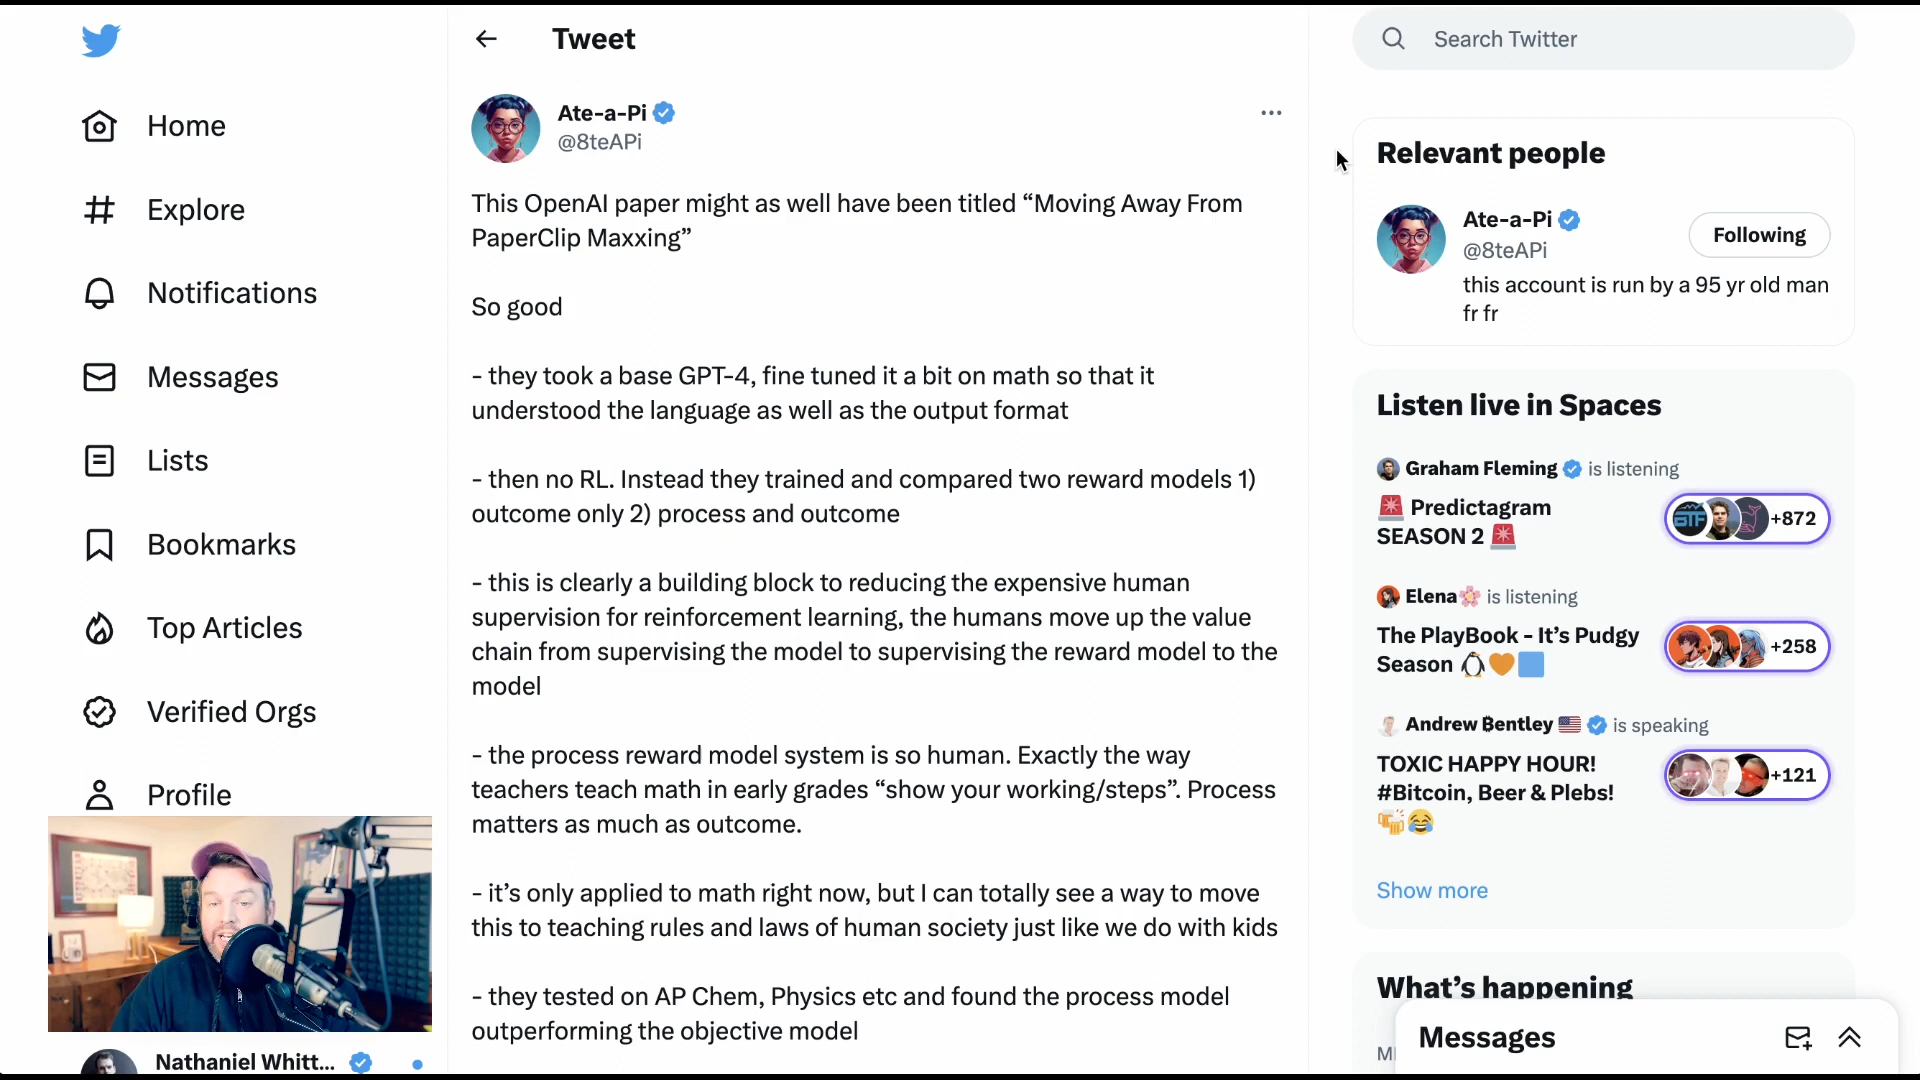 Home
Explore
Notifications
Messages
Lists
Bookmarks
Top Articles
Verified Orgs
Profile
Nathaniel Whitt...
Tweet
Ate-a-Pi
@8teAPi
This OpenAI paper might as well have been titled “Moving Away From
PaperClip Maxxing”
So good
- they took a base GPT-4, fine tuned it a bit on math so that it
understood the language as well as the output format
- then no RL. Instead they trained and compared two reward models 1)
outcome only 2) process and outcome
- this is clearly a building block to reducing the expensive human
supervision for reinforcement learning, the humans move up the value
chain from supervising the model to supervising the reward model to the
model
- the process reward model system is so human. Exactly the way
teachers teach math in early grades “show your working/steps”. Process
matters as much as outcome.
- it’s only applied to math right now, but I can totally see a way to move
this to teaching rules and laws of human society just like we do with kids
- they tested on AP Chem, Physics etc and found the process model
outperforming the objective model
Search Twitter
Relevant people
Ate-a-Pi
@8teAPi
Following
this account is run by a 95 yr old man
fr fr
Listen live in Spaces
Graham Fleming is listening
🚨 Predictagram
SEASON 2 🚨
+872
Elena🌸 is listening
The PlayBook - It’s Pudgy
Season 🐧🧡🟦
+258
Andrew ₿entley 🇺🇸 is speaking
TOXIC HAPPY HOUR!
#Bitcoin, Beer & Plebs!
🍻😂
+121
Show more
What’s happening
Messages